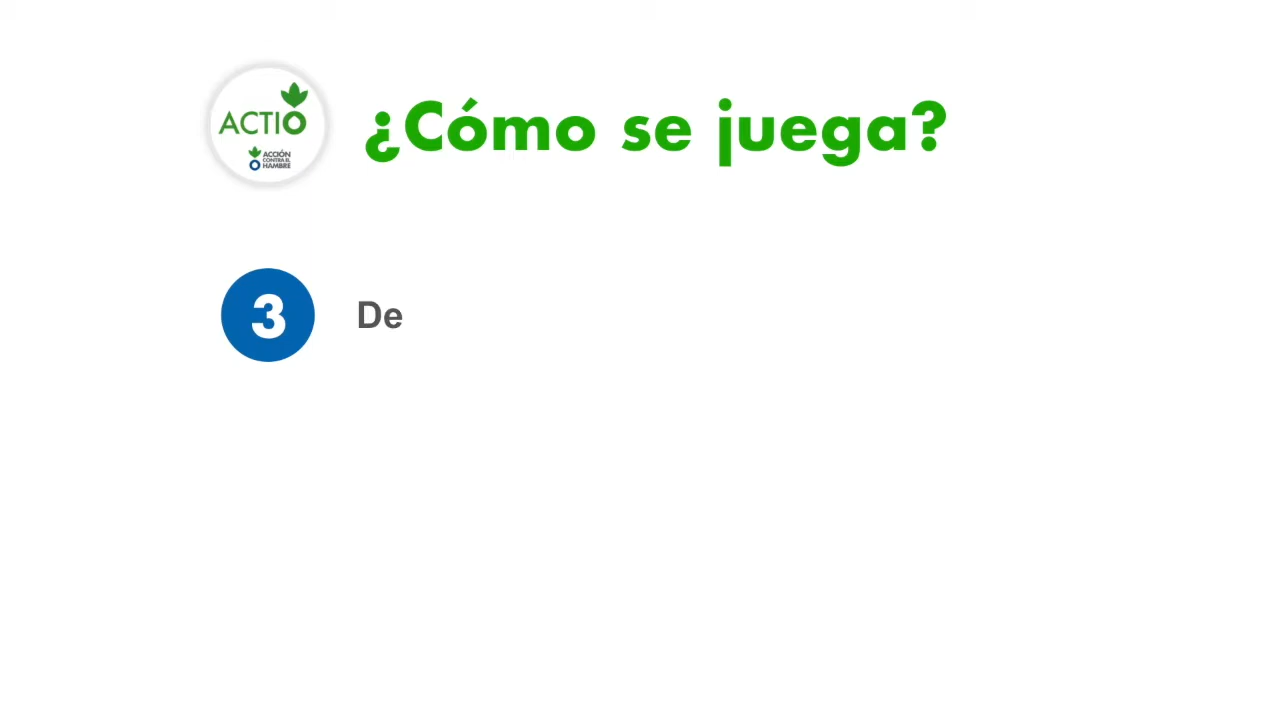 ACTIO
ACCIÓN
CONTRA EL
HAMBRE
¿Cómo se juega?
3 De